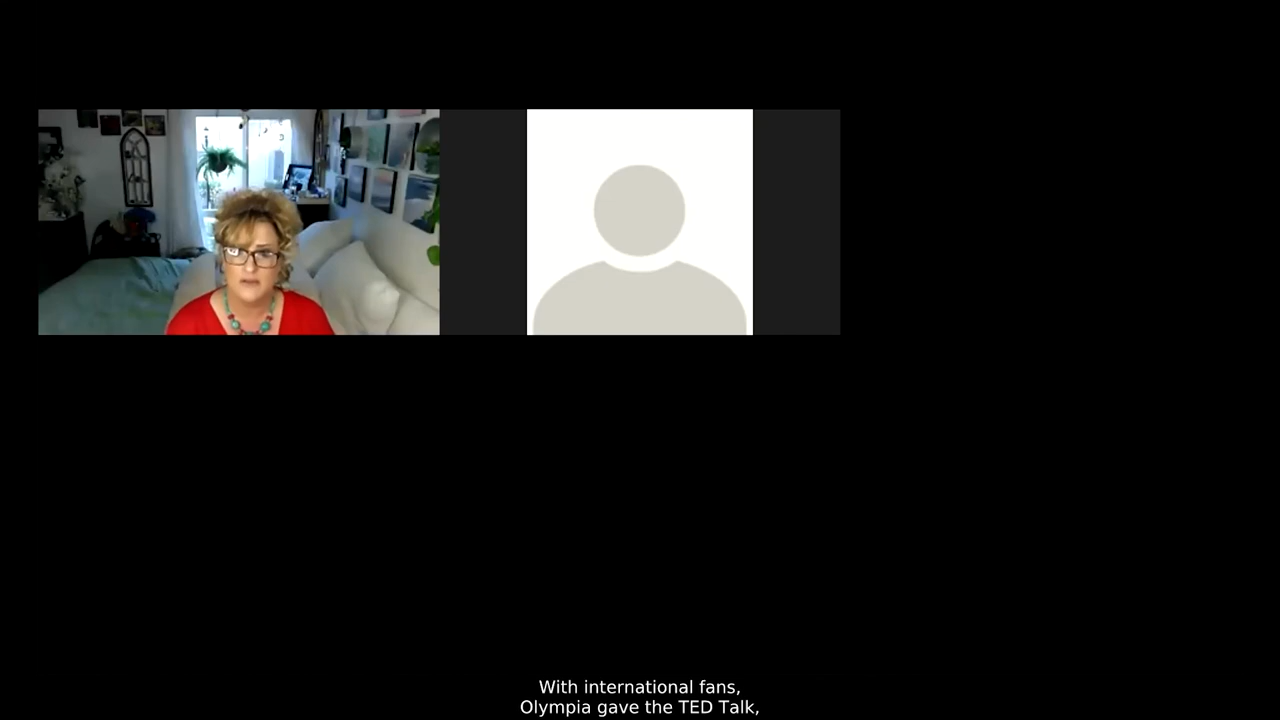 With international fans,
Olympia gave the TED Talk,